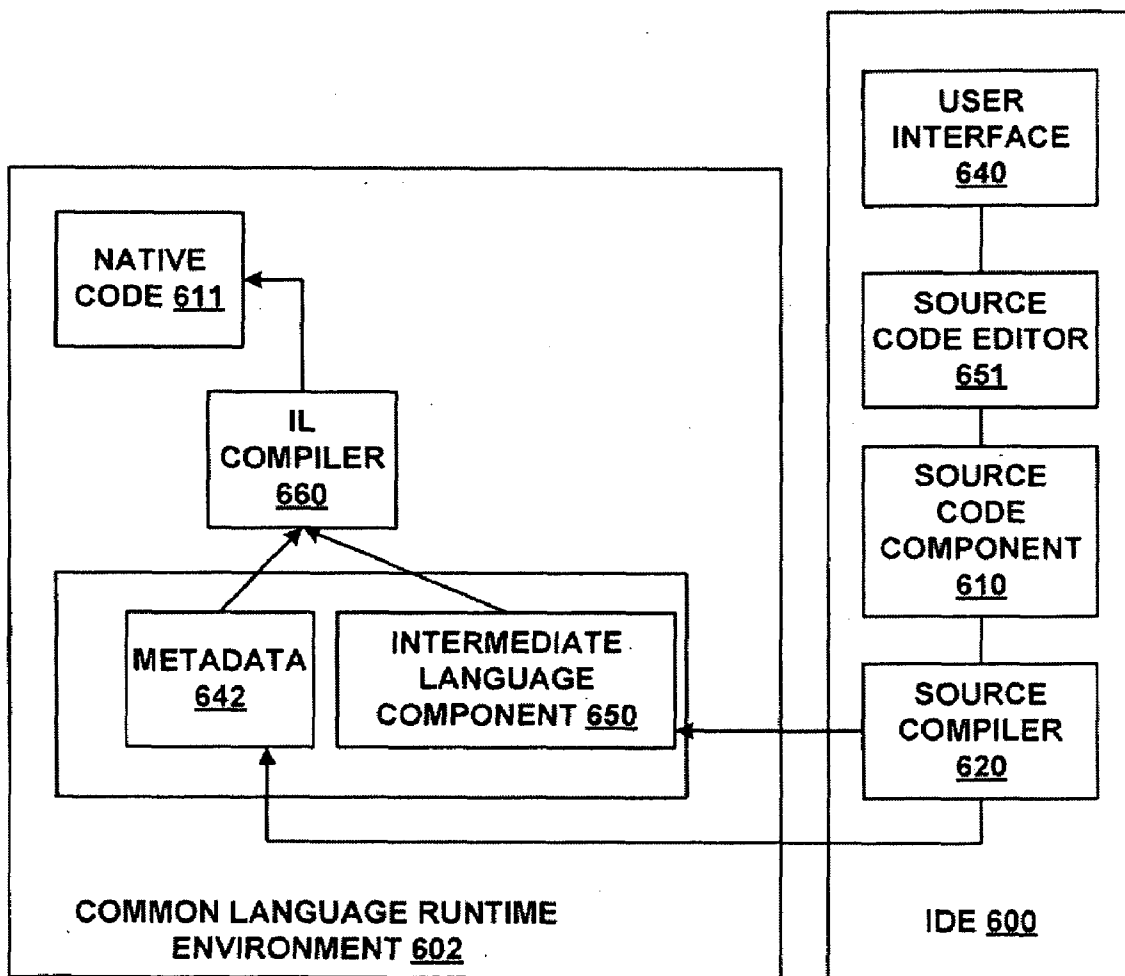 USER
INTERFACE
640
NATIVE
CODE 611
SOURCE
CODE EDITOR
651
IL
COMPILER
660
SOURCE
CODE
COMPONENT
610
METADATA
642
INTERMEDIATE
LANGUAGE
COMPONENT 650
SOURCE
COMPILER
620
COMMON LANGUAGE RUNTIME
ENVIRONMENT 602
IDE 600